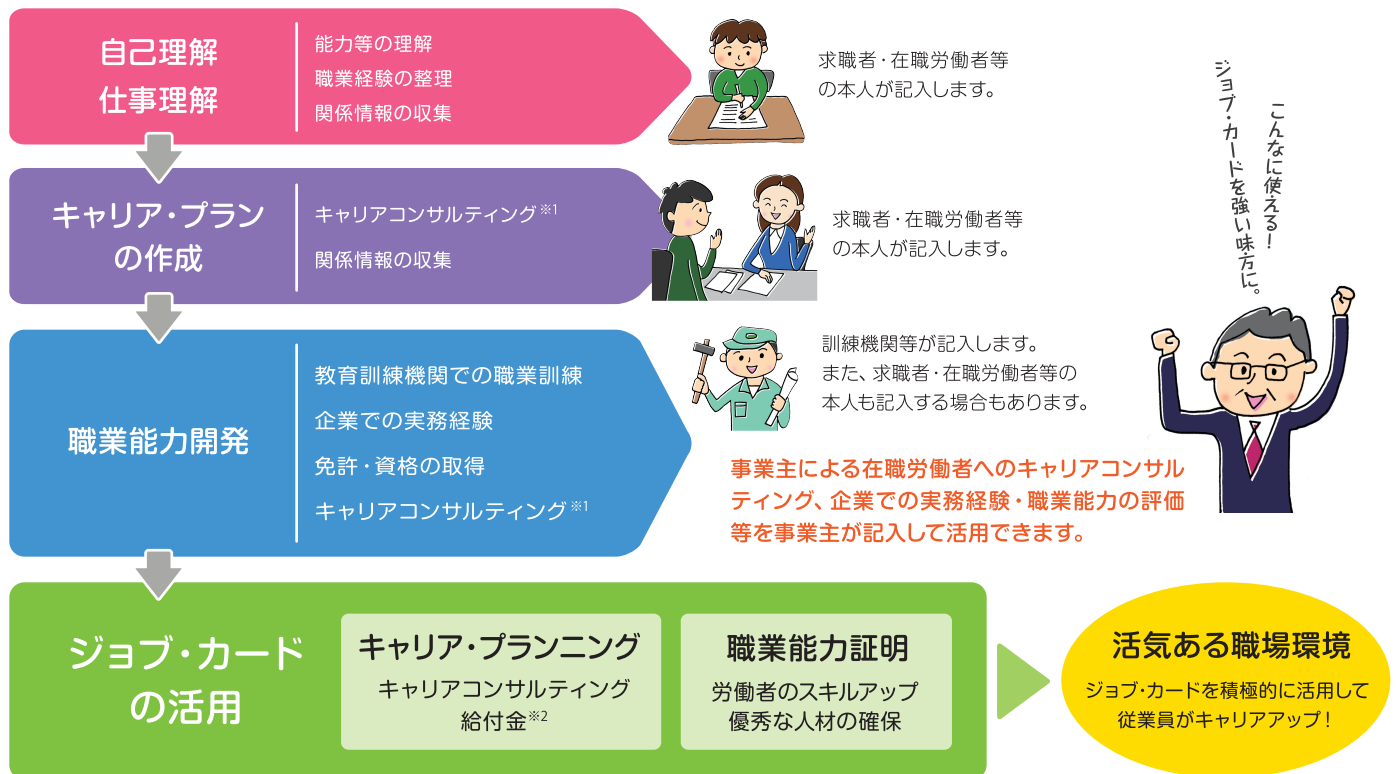 自己理解
仕事理解
能力等の理解
職業経験の整理
関係情報の収集
求職者・在職労働者等
の本人が記入します。
こんなに使える!
ジョブ・カードを強い味方に。
キャリア・プラン
の作成
キャリアコンサルティング※1
関係情報の収集
求職者・在職労働者等
の本人が記入します。
職業能力開発
教育訓練機関での職業訓練
企業での実務経験
免許・資格の取得
キャリアコンサルティング※1
訓練機関等が記入します。
また、求職者・在職労働者等の
本人も記入する場合もあります。
事業主による在職労働者へのキャリアコンサル
ティング、企業での実務経験・職業能力の評価
等を事業主が記入して活用できます。
ジョブ・カード
の活用
キャリア・プランニング
キャリアコンサルティング
給付金※2
職業能力証明
労働者のスキルアップ
優秀な人材の確保
活気ある職場環境
ジョブ・カードを積極的に活用して
従業員がキャリアアップ!